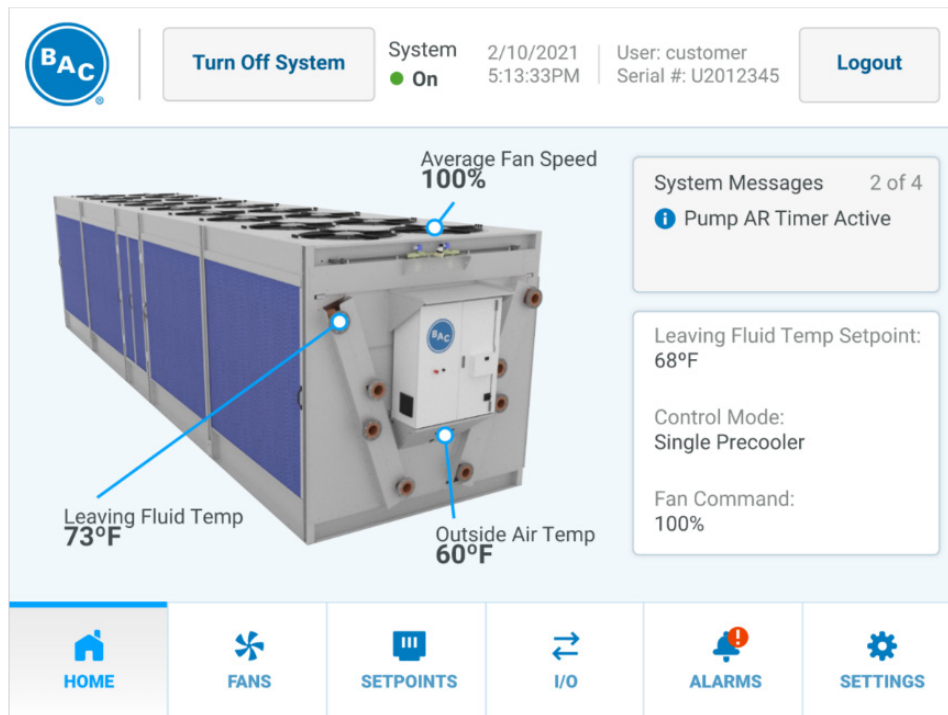 BAC
®
Turn Off System
System
On
2/10/2021
5:13:33PM
User: customer
Serial #: U2012345
Logout
Average Fan Speed
100%
System Messages 2 of 4
Pump AR Timer Active
BAC
Leaving Fluid Temp Setpoint:
68ºF
Control Mode:
Single Precooler
Fan Command:
100%
Leaving Fluid Temp
73ºF
Outside Air Temp
60ºF
HOME
FANS
SETPOINTS
I/O
ALARMS
SETTINGS